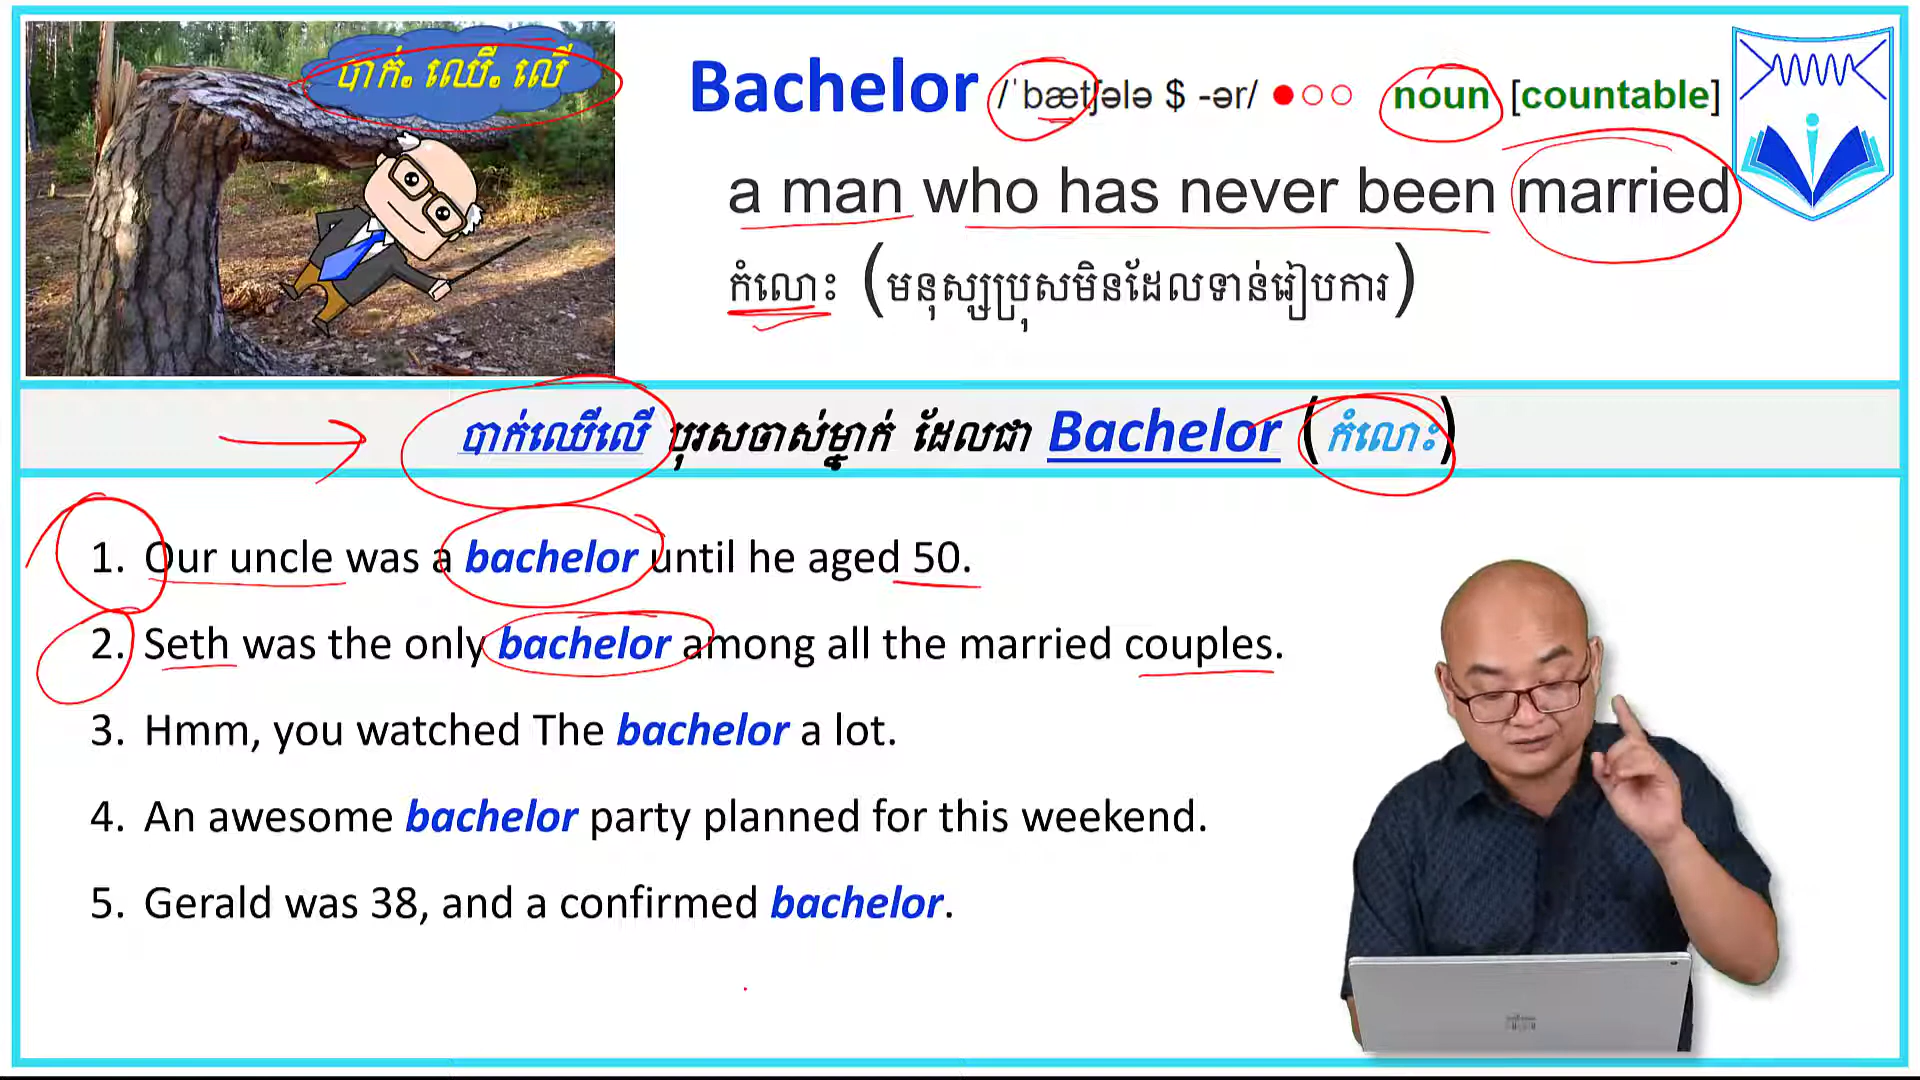 បាក់. ឈើ. លើ
Bachelor /ˈbætʃələ $ -ər/ ●○○ noun [countable]
a man who has never been married
កំលោះ (មនុស្សប្រុសមិនដែលទាន់រៀបការ)
បាក់ឈើលើ បុរសចាស់ម្នាក់ ដែលជា Bachelor (កំលោះ)
1. Our uncle was a bachelor until he aged 50.
2. Seth was the only bachelor among all the married couples.
3. Hmm, you watched The bachelor a lot.
4. An awesome bachelor party planned for this weekend.
5. Gerald was 38, and a confirmed bachelor.